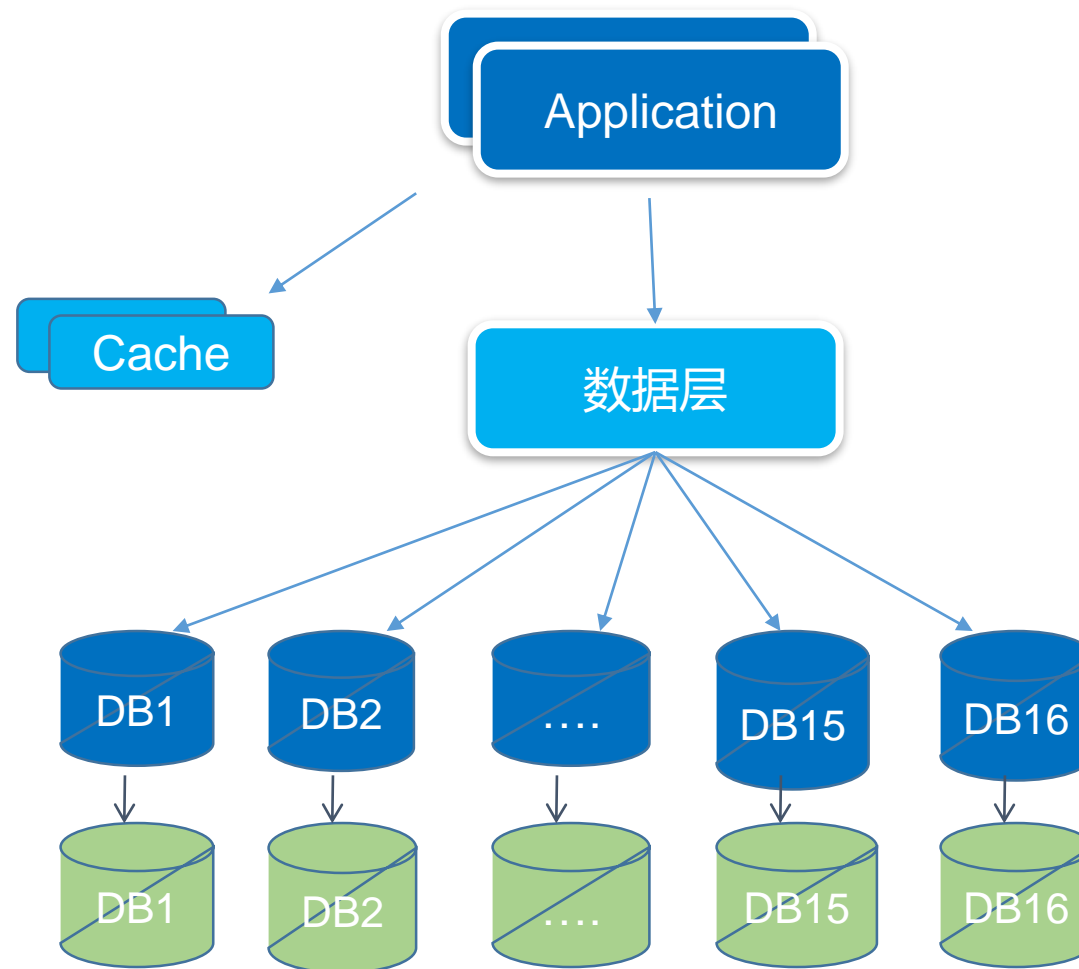 Application
Cache
数据层
DB1
DB2
....
DB15
DB16
DB1
DB2
....
DB15
DB16